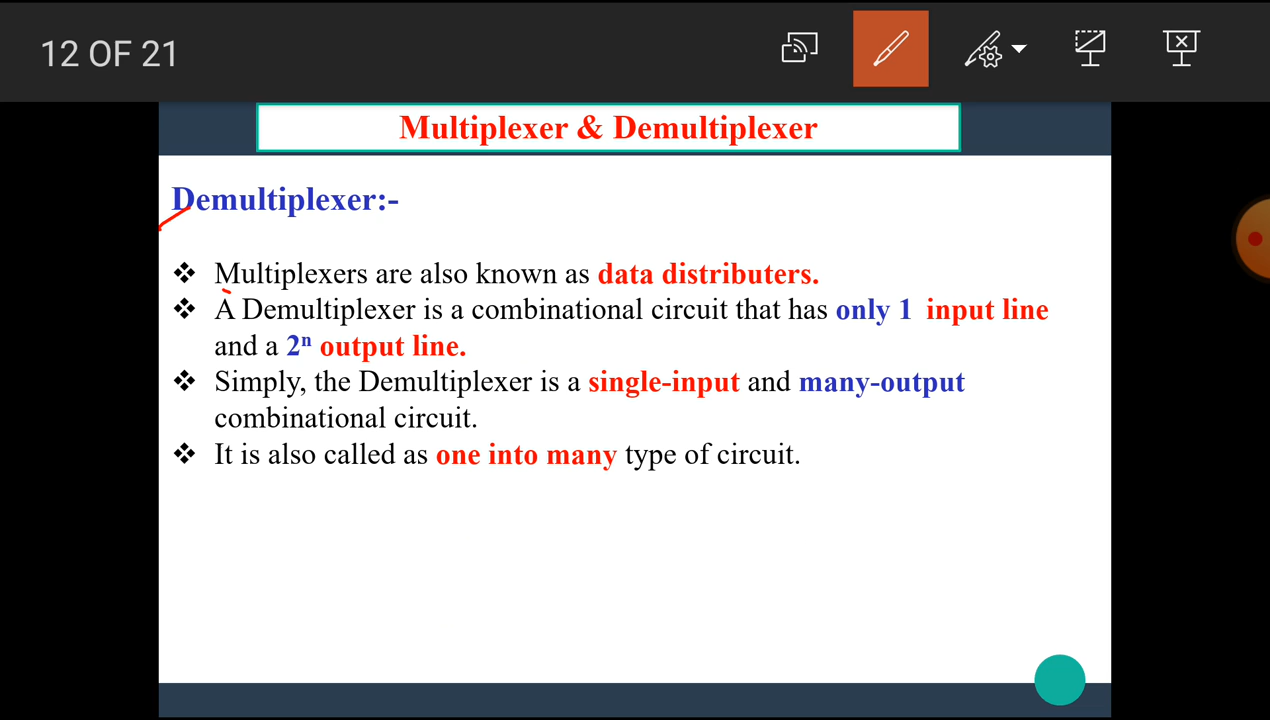 12 OF 21
Multiplexer & Demultiplexer
Demultiplexer:-
❖ Multiplexers are also known as data distributers.
❖ A Demultiplexer is a combinational circuit that has only 1 input line
and a 2ⁿ output line.
❖ Simply, the Demultiplexer is a single-input and many-output
combinational circuit.
❖ It is also called as one into many type of circuit.